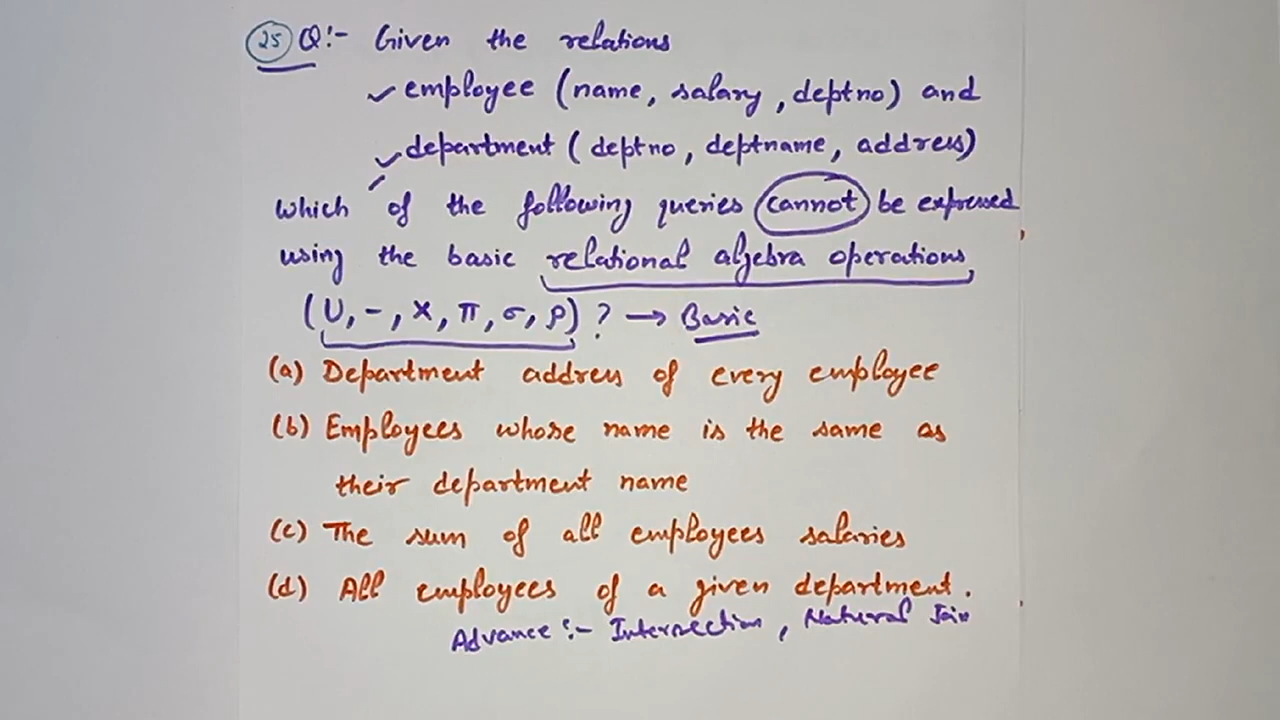 25 Q:- Given the relations
employee (name, salary, deptno) and
department (deptno, deptname, address)
Which of the following queries cannot be expressed
using the basic relational algebra operations
(U, -, x, π, σ, ρ) ? → Basic
(a) Department address of every employee
(b) Employees whose name is the same as
their department name
(c) The sum of all employees salaries
(d) All employees of a given department.
Advance :- Intersection, Natural Join